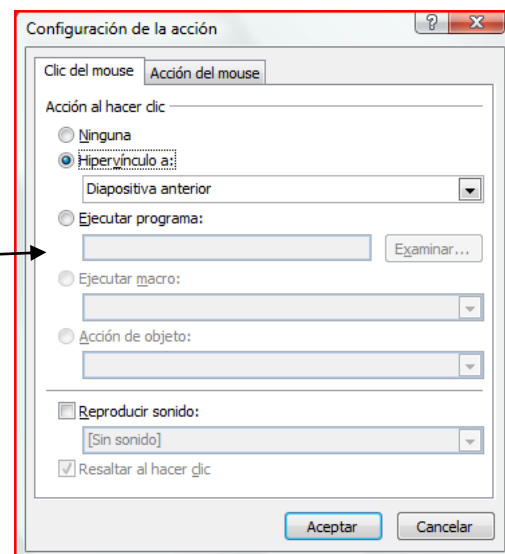 Configuración de la acción
Clic del mouse Acción del mouse
Acción al hacer clic
Ninguna
Hipervínculo a:
Diapositiva anterior
Ejecutar programa:
Examinar...
Ejecutar macro:
Acción de objeto:
Reproducir sonido:
[Sin sonido]
Resaltar al hacer clic
Aceptar Cancelar